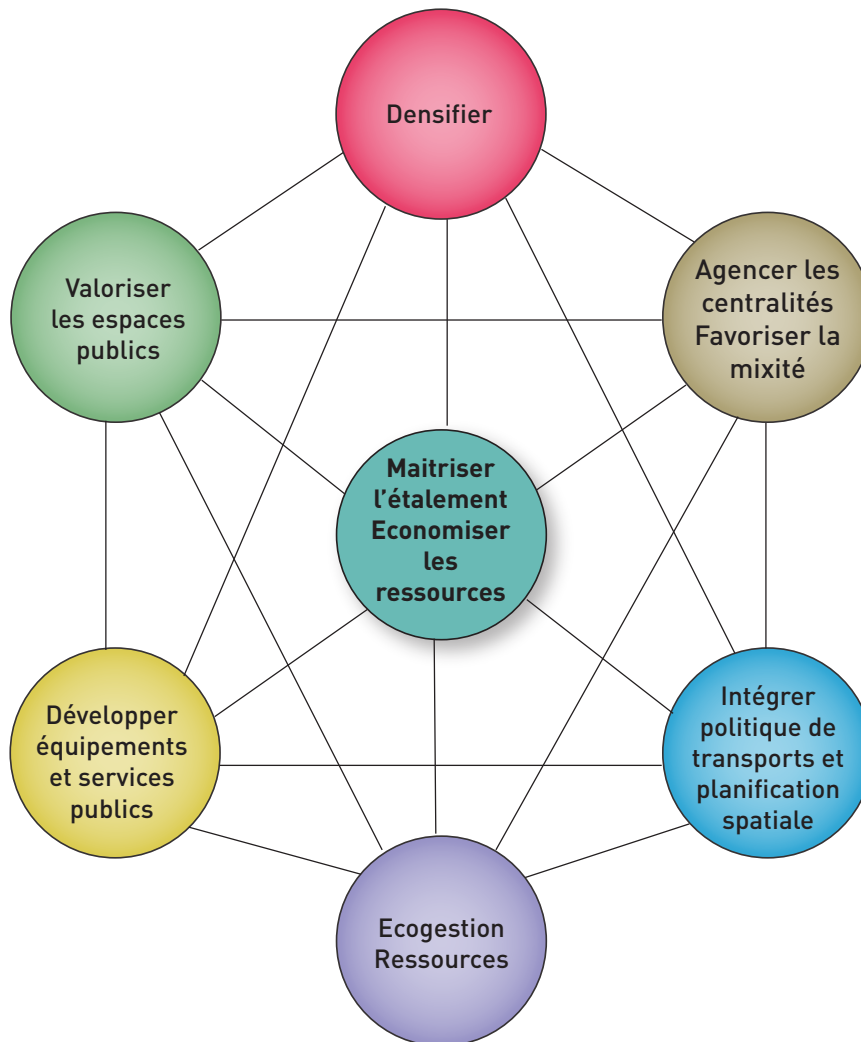 Densifier
Valoriser
les espaces
publics
Agencer les
centralités
Favoriser la
mixité
Maitriser
l'étalement
Economiser
les
ressources
Développer
équipements
et services
publics
Intégrer
politique de
transports et
planification
spatiale
Ecogestion
Ressources